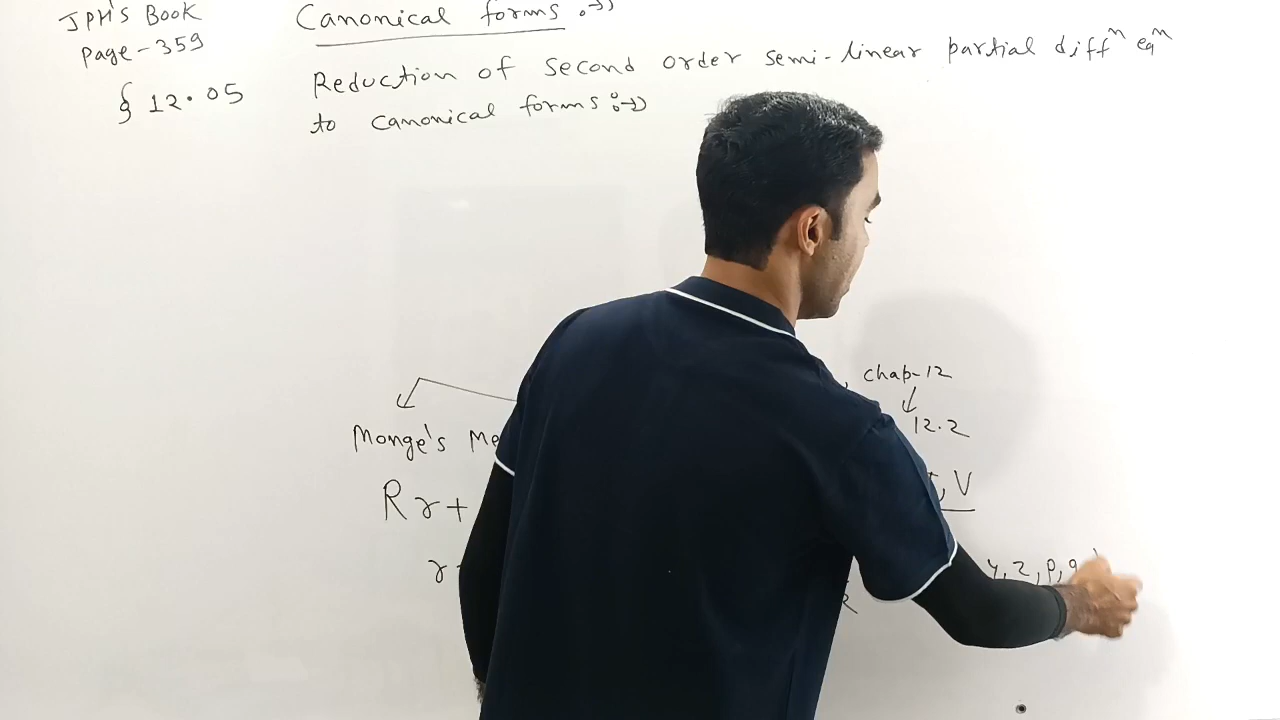 JPH's Book
Page-359
§ 12.05
Canonical forms :→
Reduction of second order semi-linear partial diffⁿ eqⁿ
to canonical forms :→
chap-12
↓
12.2
Monge's Me
Rr+
, V
r
y, z, p, q